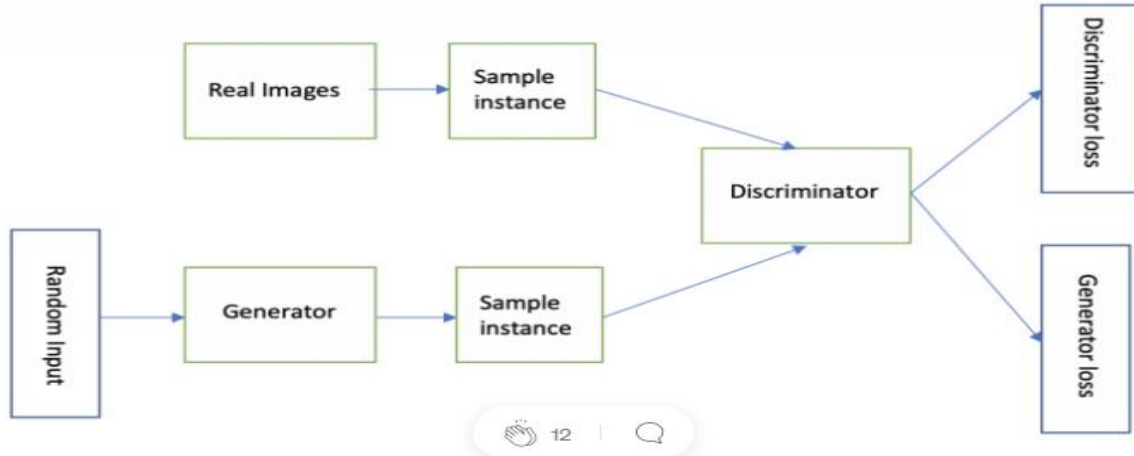 Real Images
Sample
instance
Discriminator loss
Discriminator
Random Input
Generator
Sample
instance
Generator loss
12